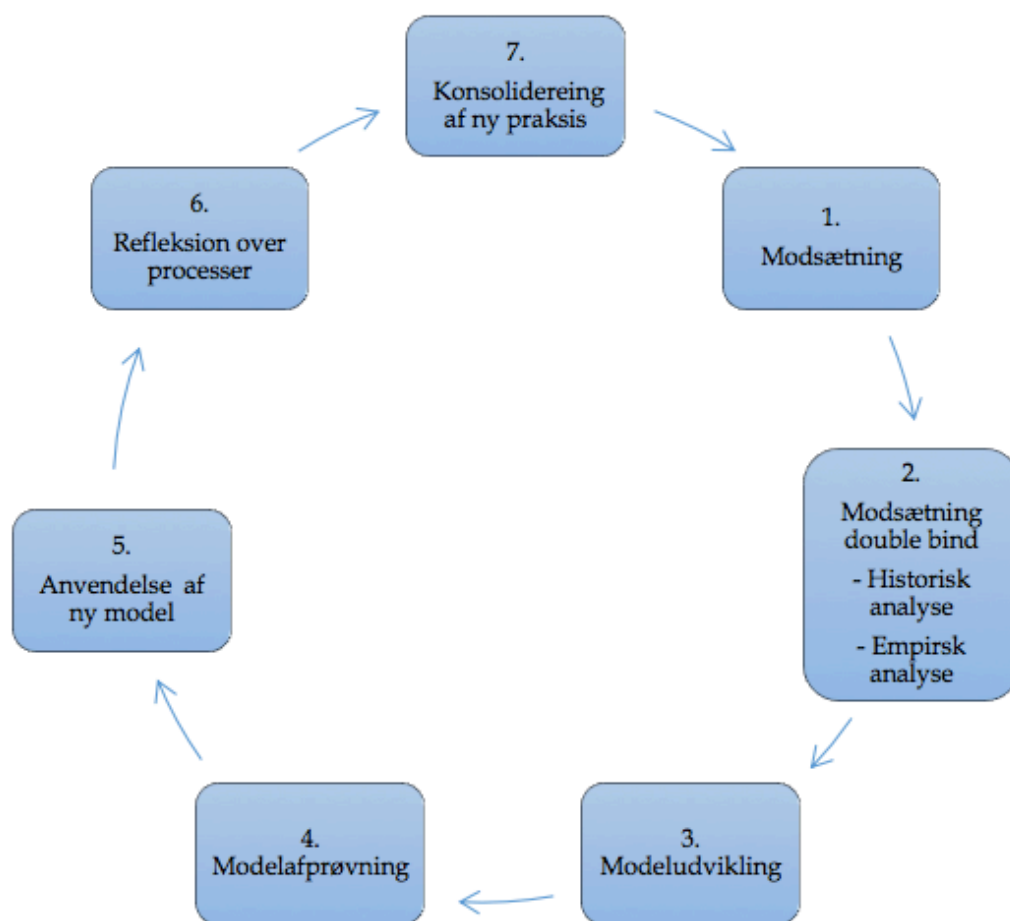 7.
Konsolidereing
af ny praksis
1.
Modsætning
2.
Modsætning
double bind
- Historisk
analyse
- Empirsk
analyse
3.
Modeludvikling
4.
Modelafprøvning
5.
Anvendelse af
ny model
6.
Refleksion over
processer